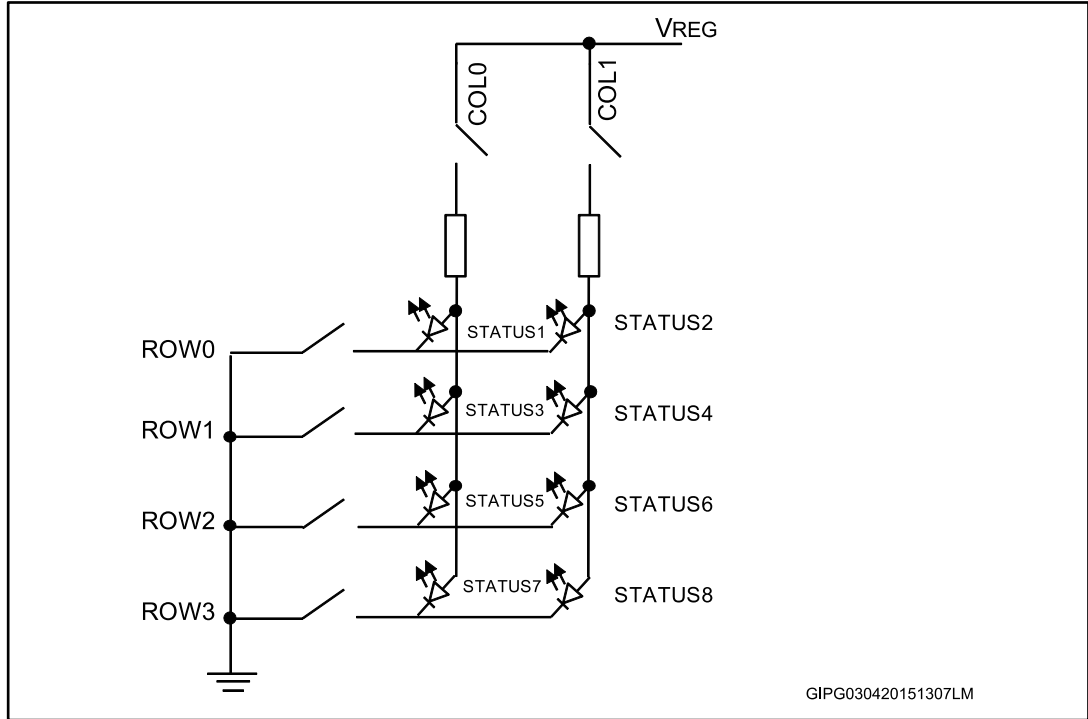 VREG
COL0
COL1
STATUS1
STATUS2
ROW0
STATUS3
STATUS4
ROW1
STATUS5
STATUS6
ROW2
STATUS7
STATUS8
ROW3
GIPG030420151307LM